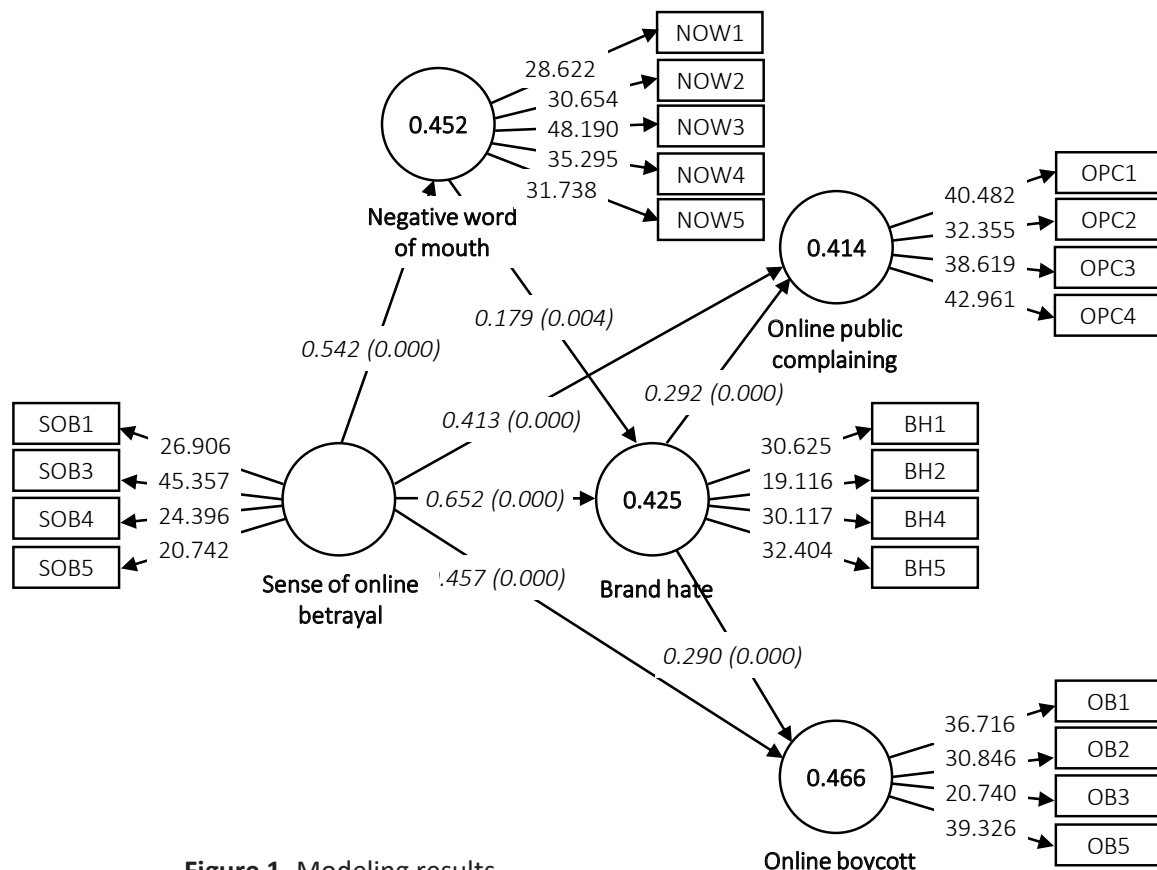 NOW1
28.622
NOW2
30.654
0.452
NOW3
48.190
35.295
NOW4
31.738
NOW5
Negative word
of mouth
OPC1
40.482
OPC2
32.355
0.414
38.619
OPC3
42.961
OPC4
Online public
complaining
0.179 (0.004)
0.542 (0.000)
0.292 (0.000)
0.413 (0.000)
SOB1
26.906
SOB3
45.357
SOB4
24.396
SOB5
20.742
Sense of online
betrayal
0.652 (0.000)
0.425
BH1
30.625
BH2
19.116
BH4
30.117
BH5
32.404
Brand hate
.457 (0.000)
0.290 (0.000)
OB1
36.716
OB2
30.846
0.466
20.740
OB3
39.326
OB5
Online boycott
Figure 1. Modeling results